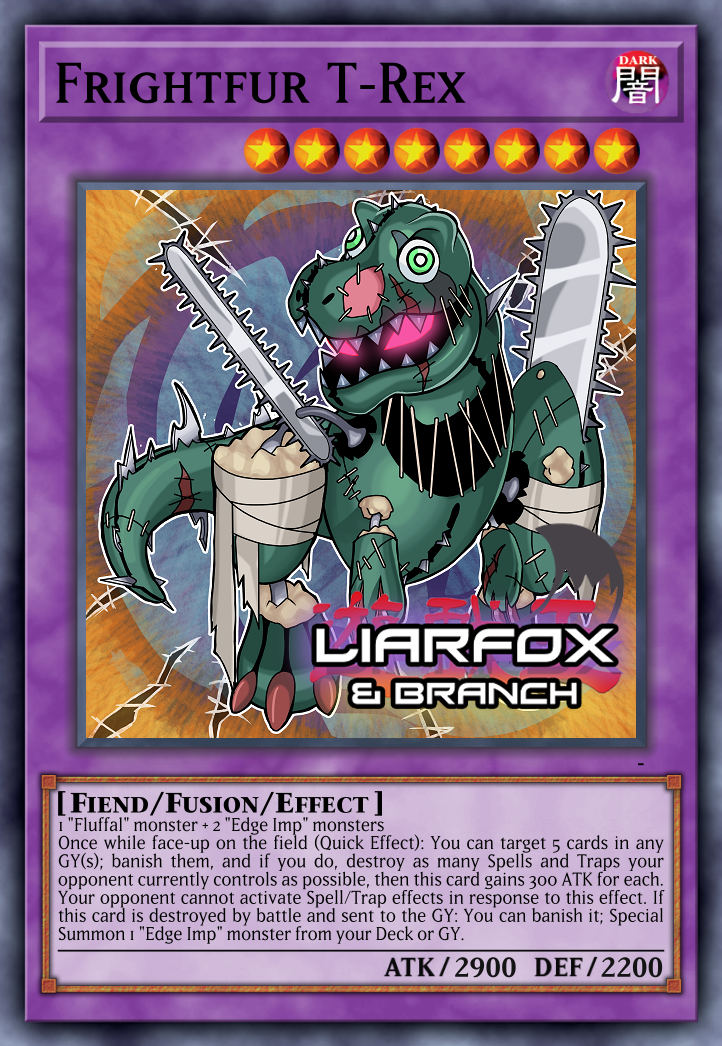 Frightfur T-Rex
DARK
闇
LIARFOX
& BRANCH
-
[Fiend/Fusion/Effect]
1 "Fluffal" monster + 2 "Edge Imp" monsters
Once while face-up on the field (Quick Effect): You can target 5 cards in any
GY(s); banish them, and if you do, destroy as many Spells and Traps your
opponent currently controls as possible, then this card gains 300 ATK for each.
Your opponent cannot activate Spell/Trap effects in response to this effect. If
this card is destroyed by battle and sent to the GY: You can banish it; Special
Summon 1 "Edge Imp" monster from your Deck or GY.
ATK/2900 DEF/2200